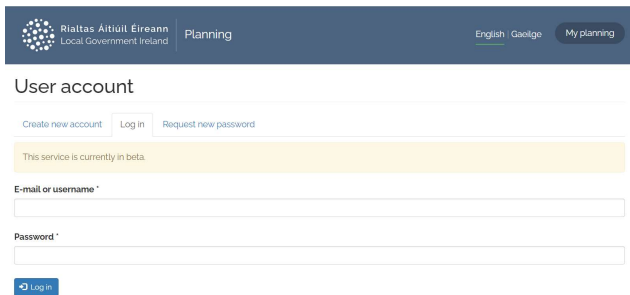 Rialtas Áitiúil Éireann
Local Government Ireland
Planning
English | Gaeilge
My planning
User account
Create new account
Log in
Request new password
This service is currently in beta.
E-mail or username *
Password *
Log in